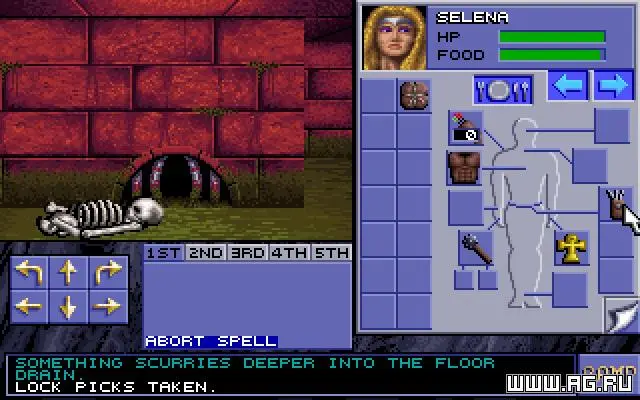 SELENA
HP
FOOD
1ST 2ND 3RD 4TH 5TH
ABORT SPELL
SOMETHING SCURRIES DEEPER INTO THE FLOOR
DRAIN.
LOCK PICKS TAKEN.
WWW.AG.RU